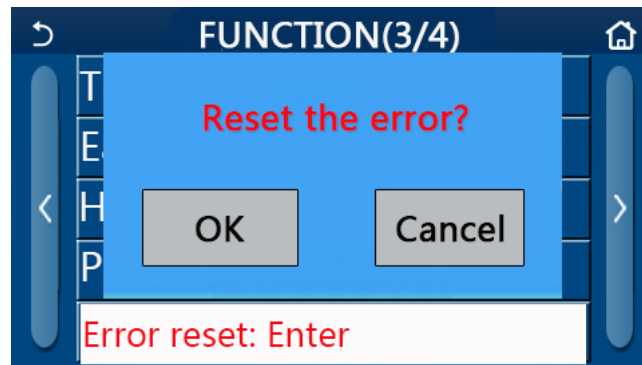 FUNCTION(3/4)
Reset the error?
OK
Cancel
Error reset: Enter